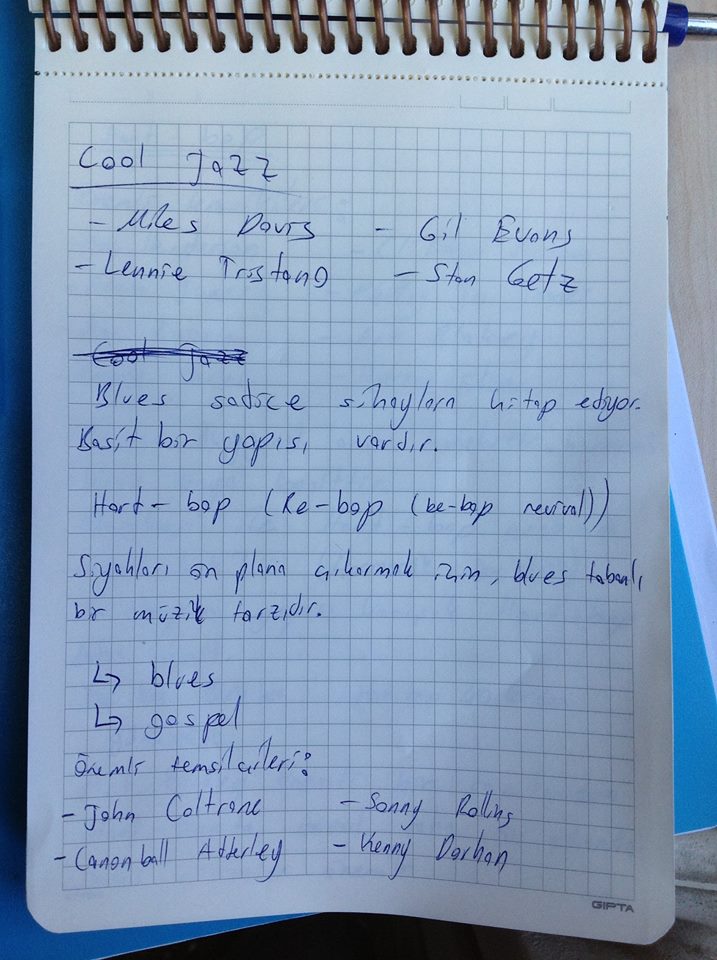 Cool Jazz
- Miles Davis - Gil Evans
- Lennie Tristano - Stan Getz
Cool Jazz
Blues sadece siyahlara hitap ediyor.
Basit bir yapısı vardır.
Hart-bop (Re-bop (be-bop revival))
Siyahları ön plana çıkarmak için, blues tabanlı
bir müzik tarzıdır.
↳ blues
↳ gospel
Önemli temsilcileri:
- John Coltrane - Sonny Rollins
- Canonball Adderley - Kenny Dorhan
GIPTA